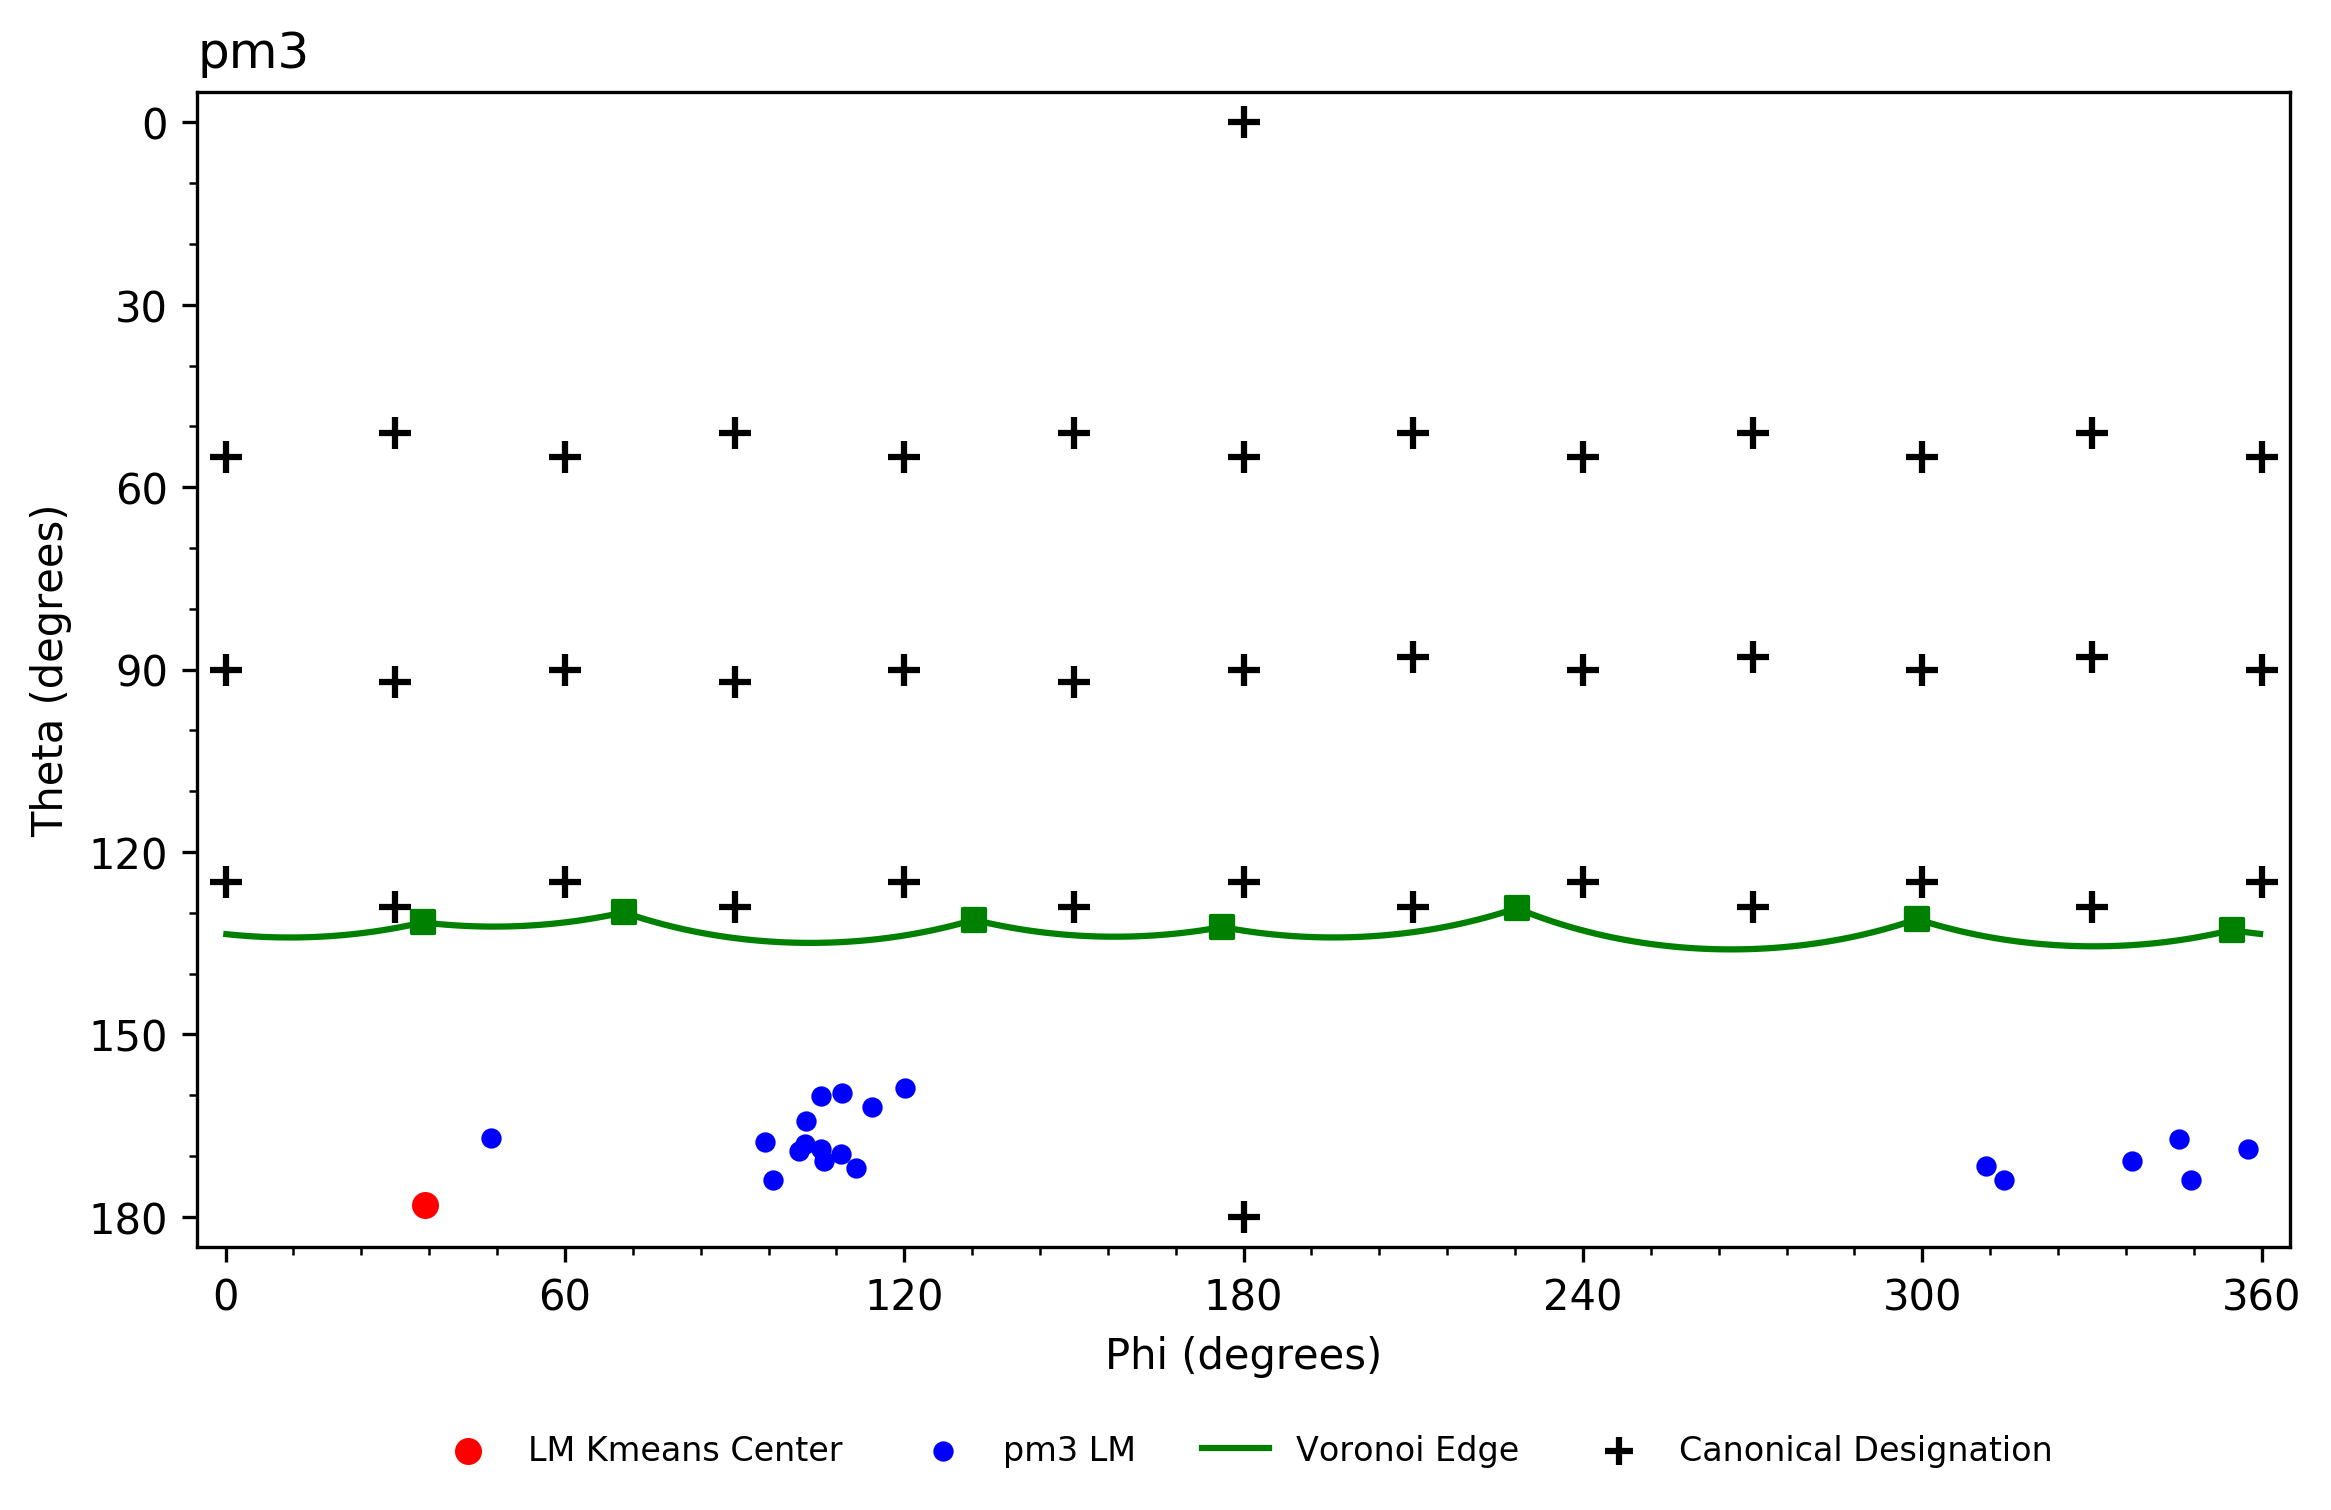 pm3
0
30
60
90
120
150
180
Theta (degrees)
0 60 120 180 240 300 360
Phi (degrees)
LM Kmeans Center pm3 LM Voronoi Edge Canonical Designation